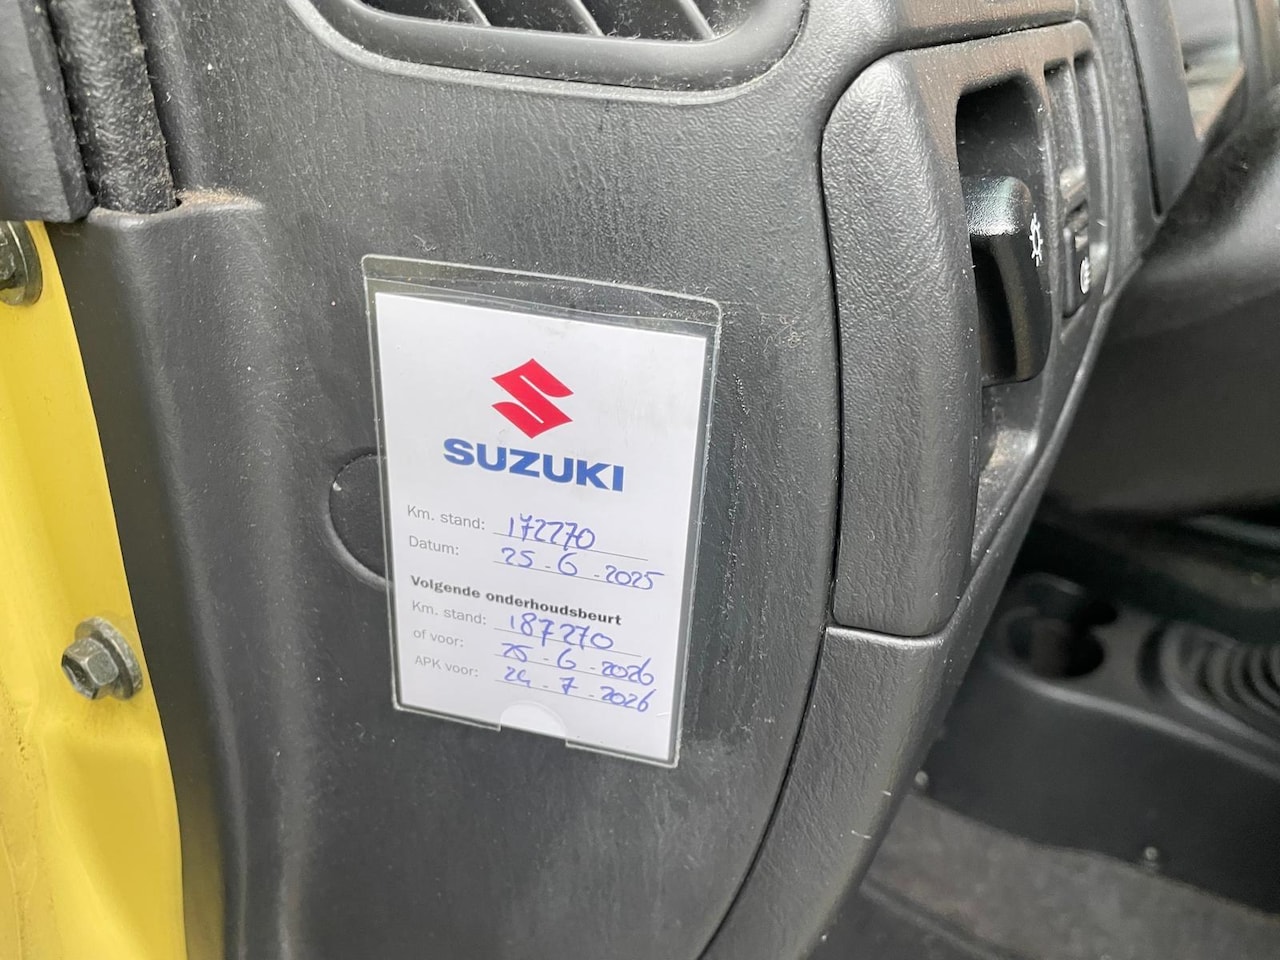 SUZUKI
Km. stand: 172270
Datum: 25-6-2025
Volgende onderhoudsbeurt
Km. stand: 187270
of voor: 25-6-2026
APK voor: 24-7-2026